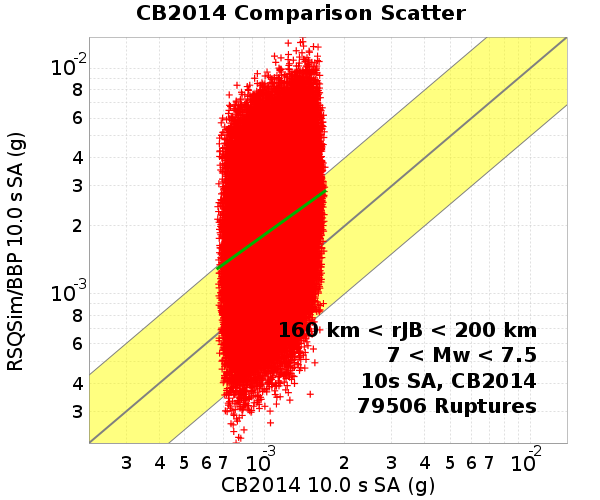 CB2014 Comparison Scatter
RSQSim/BBP 10.0 s SA (g)
10-2
8
6
4
3
2
10-3
8
6
4
3
160 km < rJB < 200 km
7 < Mw < 7.5
10s SA, CB2014
79506 Ruptures
3 4 5 6 7 10-3 2 3 4 5 6 7 10-2
CB2014 10.0 s SA (g)